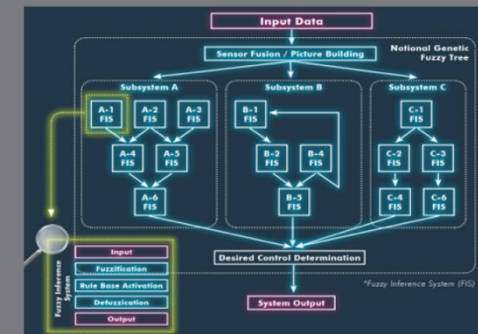 Input Data
Notional Genetic
Fuzzy Tree
Sensor Fusion / Picture Building
Subsystem A
Subsystem B
Subsystem C
A-1
FIS
A-2
FIS
A-3
FIS
A-4
FIS
A-5
FIS
A-6
FIS
B-1
FIS
B-2
FIS
B-4
FIS
B-5
FIS
C-1
FIS
C-2
FIS
C-3
FIS
C-4
FIS
C-6
FIS
Desired Control Determination
*Fuzzy Inference System (FIS)
System Output
Fuzzy Inference
System
Input
Fuzzification
Rule Base Activation
Defuzzication
Output